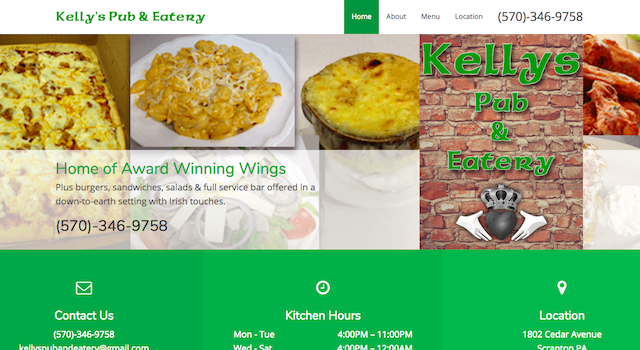 Kelly's Pub & Eatery
Home
About
Menu
Location
(570)-346-9758
Kellys
Pub
&
Eatery
Home of Award Winning Wings
Plus burgers, sandwiches, salads & full service bar offered in a
down-to-earth setting with Irish touches.
(570)-346-9758
Contact Us
(570)-346-9758
kellyspubandeatery@gmail.com
Kitchen Hours
Mon - Tue 4:00PM – 11:00PM
Wed - Sat 4:00PM – 12:00AM
Location
1802 Cedar Avenue
Scranton PA